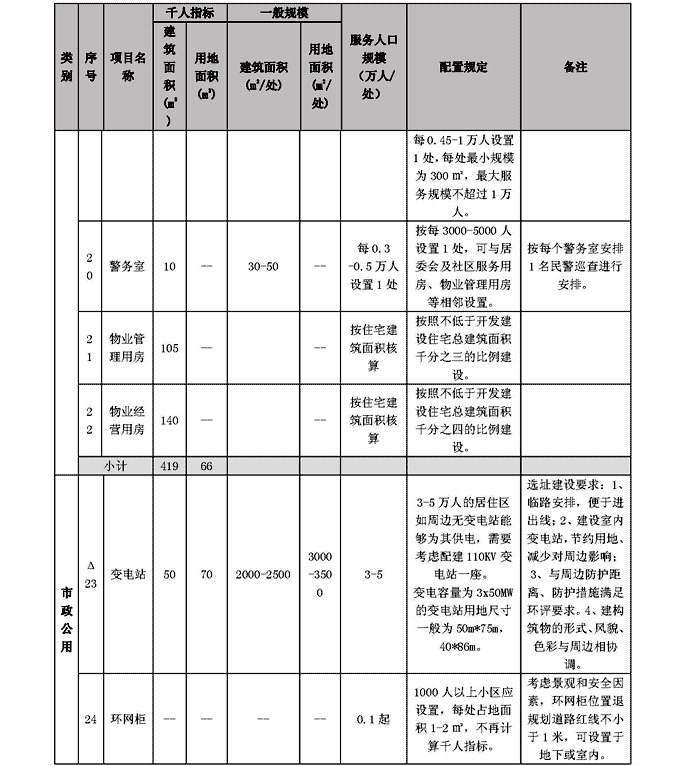 类别
序号
项目名称
千人指标
建筑面积(㎡)
用地面积(㎡)
一般规模
建筑面积(㎡/处)
用地面积(㎡/处)
服务人口规模(万人/处)
配置规定
备注
每0.45-1万人设置
1处，每处最小规模
为300㎡，最大服
务规模不超过1万
人。
20
警务室
10
——
30-50
——
每0.3
-0.5万人
设置1处
按每3000-5000人
设置1处，可与居
委会及社区服务用
房、物业管理用房
等相邻设置。
按每个警务室安排
1名民警巡查进行
安排。
21
物业管
理用房
105
——
——
——
按住宅建
筑面积核
算
按照不低于开发建
设住宅总建筑面积
千分之三的比例建
设。
22
物业经
营用房
140
——
——
按住宅建
筑面积核
算
按照不低于开发建
设住宅总建筑面积
千分之四的比例建
设。
小计
419
66
市政公用
Δ
23
变电站
50
70
2000-2500
3000
-350
0
3-5
3-5万人的居住区
如周边无变电站能
够为其供电，需要
考虑配建110KV变
电站一座。
变电容量为3x50MW
的变电站用地尺寸
一般为50m*75m，
40*86m。
选址建设要求：1、
临路安排，便于进
出线；2、建设室内
变电站，节约用地、
减少对周边影响；
3、与周边防护距
离、防护措施满足
环评要求。4、建构
筑物的形式、风貌、
色彩与周边相协
调。
24
环网柜
——
——
——
——
0.1起
1000人以上小区应
设置，每处占地面
积1-2㎡，不再计
算千人指标。
考虑景观和安全因
素，环网柜位置退
规划道路红线不小
于1米，可设置于
地下或室内。